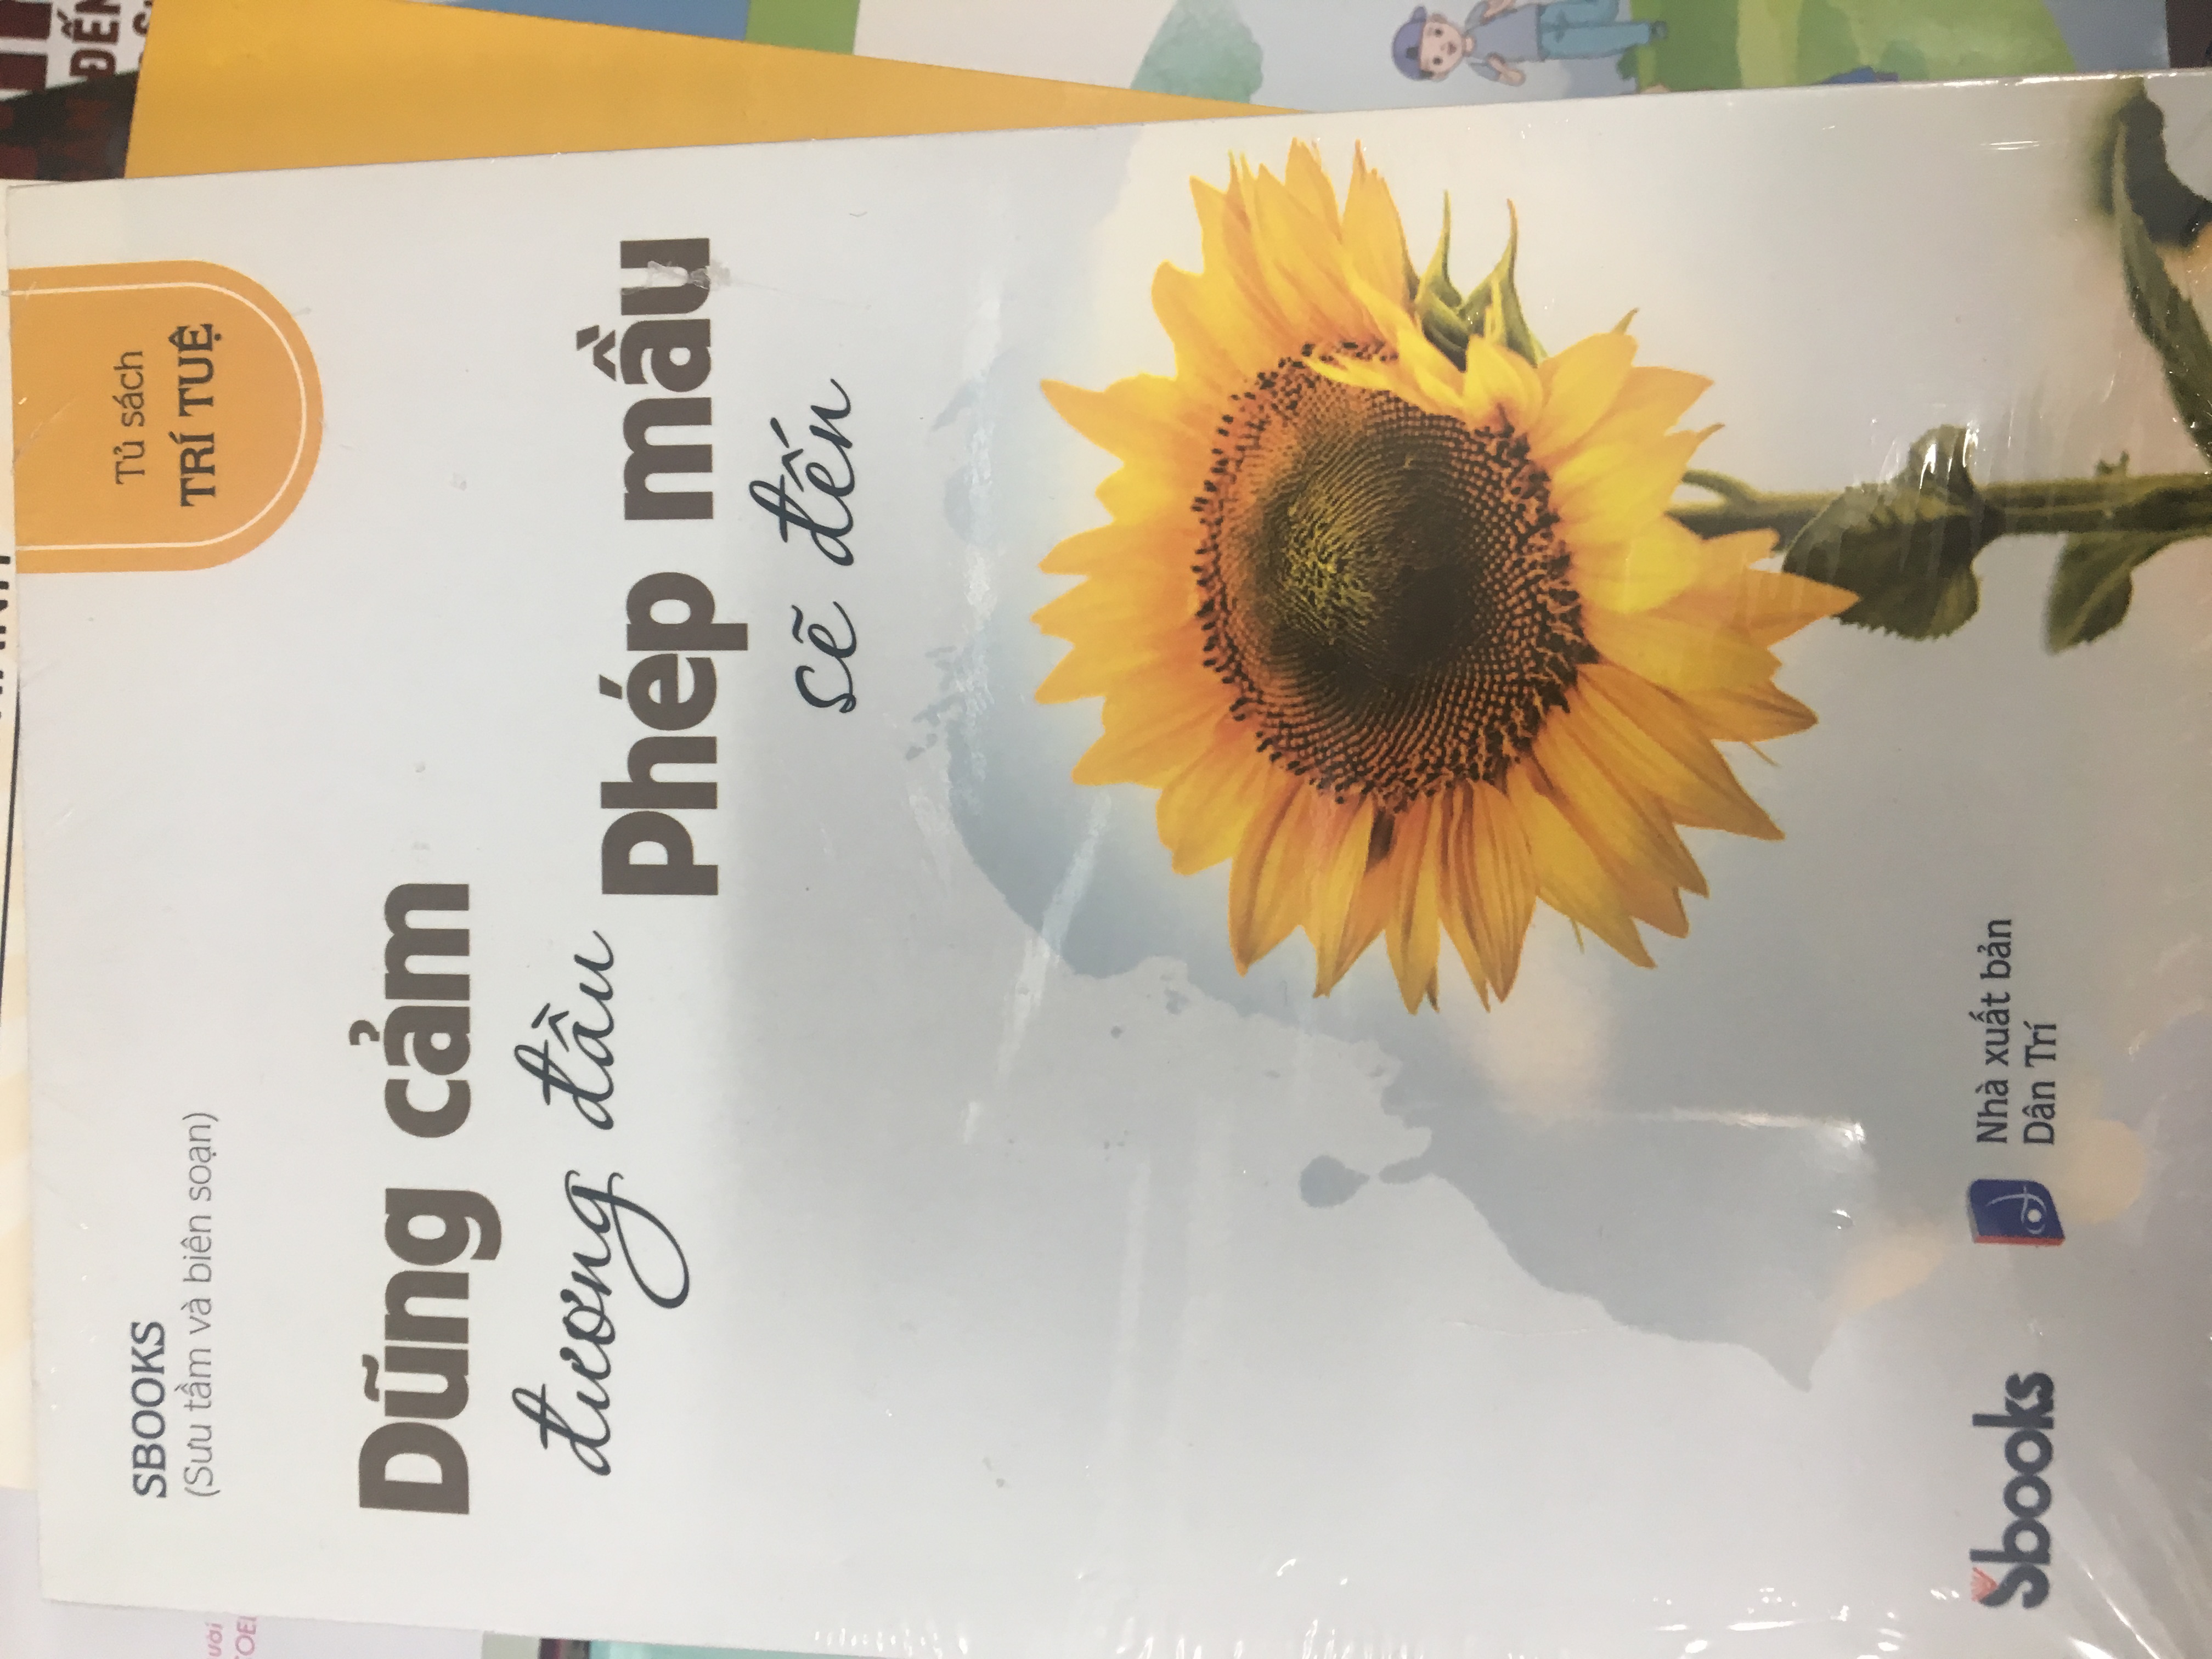 SBOOKS
(Sưu tầm và biên soạn)
Tủ sách
TRÍ TUỆ
Dũng cảm
đương đầu
Phép mầu
sẽ đến
Sbooks
Nhà xuất bản
Dân Trí
ĐẾN